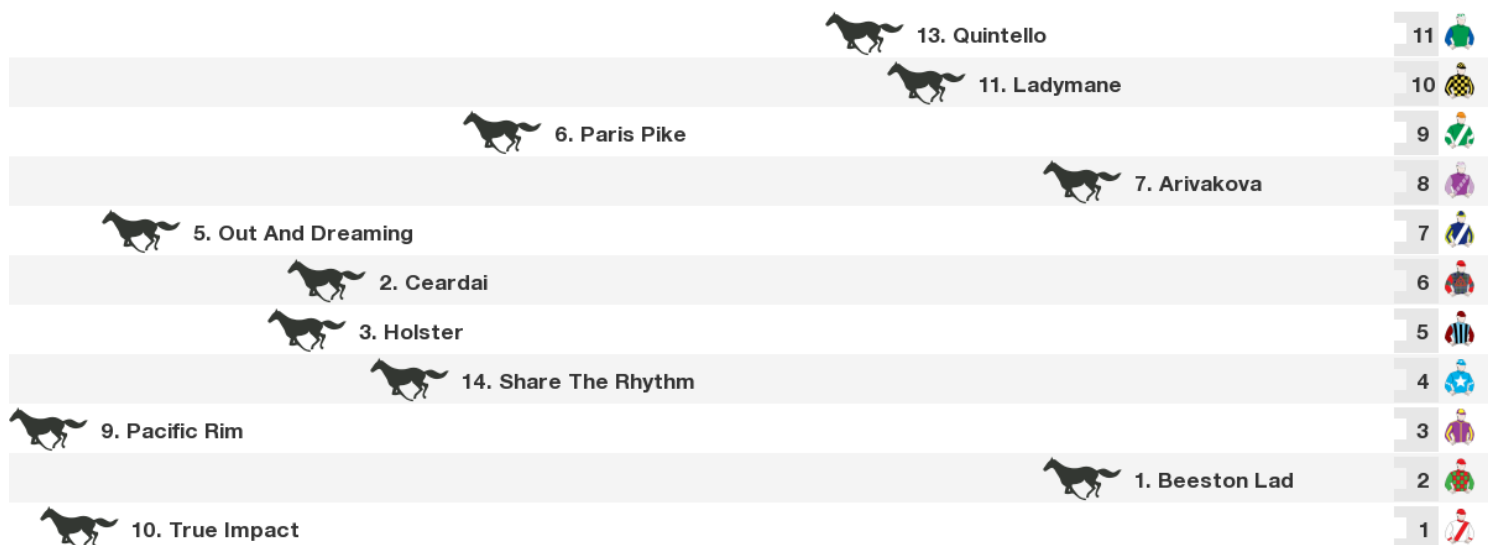 13. Quintello 11
11. Ladymane 10
6. Paris Pike 9
7. Arivakova 8
5. Out And Dreaming 7
2. Ceardai 6
3. Holster 5
14. Share The Rhythm 4
9. Pacific Rim 3
1. Beeston Lad 2
10. True Impact 1